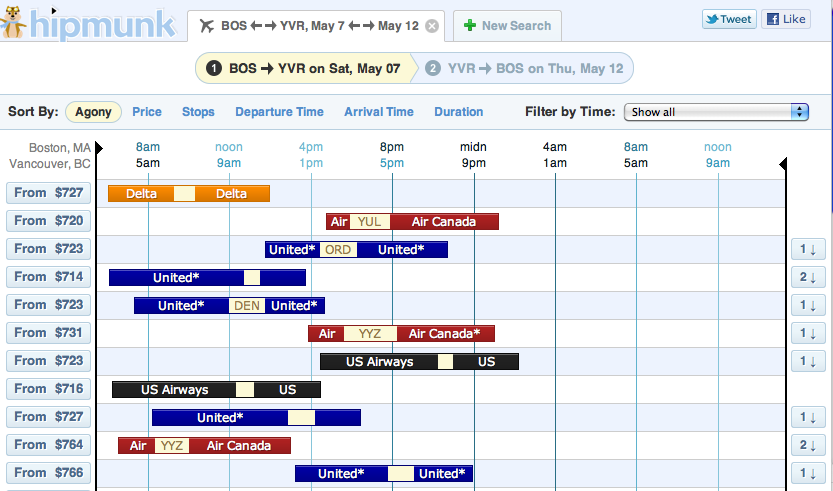 hipmunk
BOS ←→ YVR, May 7 ←→ May 12
New Search
Tweet
Like
1 BOS → YVR on Sat, May 07
2 YVR → BOS on Thu, May 12
Sort By: Agony Price Stops Departure Time Arrival Time Duration Filter by Time: Show all
Boston, MA 8am noon 4pm 8pm midn 4am 8am noon
Vancouver, BC 5am 9am 1pm 5pm 9pm 1am 5am 9am
From $727 Delta Delta
From $720 Air YUL Air Canada
From $723 United* ORD United* 1↓
From $714 United* 2↓
From $723 United* DEN United* 1↓
From $731 Air YYZ Air Canada* 1↓
From $723 US Airways US 1↓
From $716 US Airways US
From $727 United* 1↓
From $764 Air YYZ Air Canada 2↓
From $766 United* United* 1↓